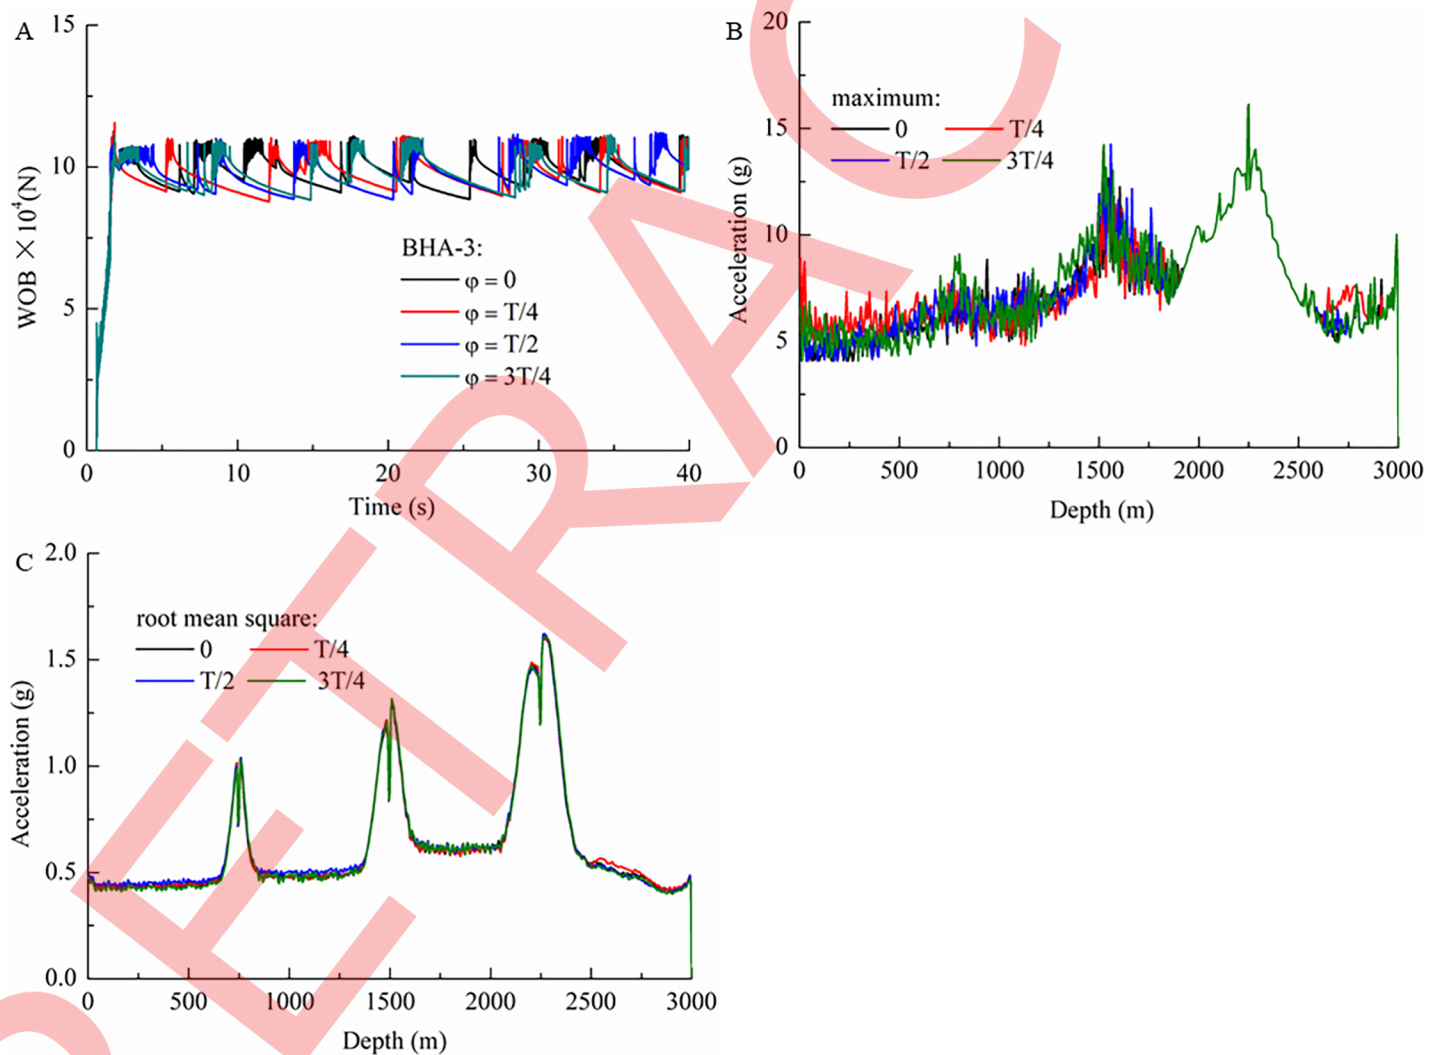 A
15
10
5
0
WOB ×10⁴(N)
BHA-3:
φ = 0
φ = T/4
φ = T/2
φ = 3T/4
0 10 20 30 40
Time (s)
B
20
15
10
5
0
Acceleration (g)
maximum:
0 T/4
T/2 3T/4
0 500 1000 1500 2000 2500 3000
Depth (m)
C
2.0
1.5
1.0
0.5
0.0
Acceleration (g)
root mean square:
0 T/4
T/2 3T/4
0 500 1000 1500 2000 2500 3000
Depth (m)
RETRAC